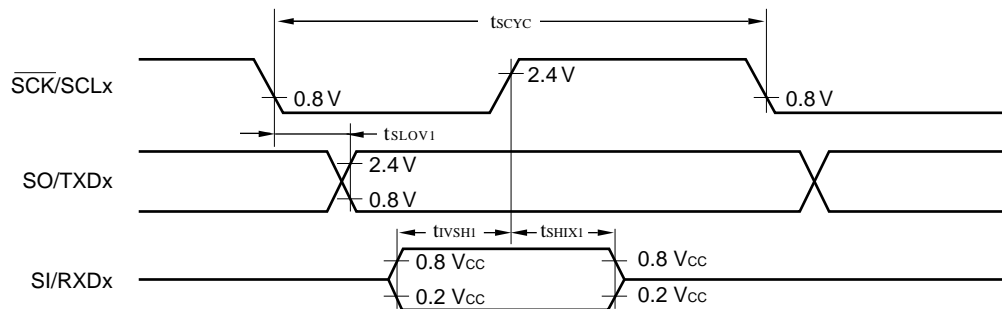 tSCYC
SCK/SCLx
2.4 V
0.8 V
0.8 V
tSLOV1
SO/TXDx
2.4 V
0.8 V
tIVSH1
tSHIX1
SI/RXDx
0.8 VCC
0.8 VCC
0.2 VCC
0.2 VCC